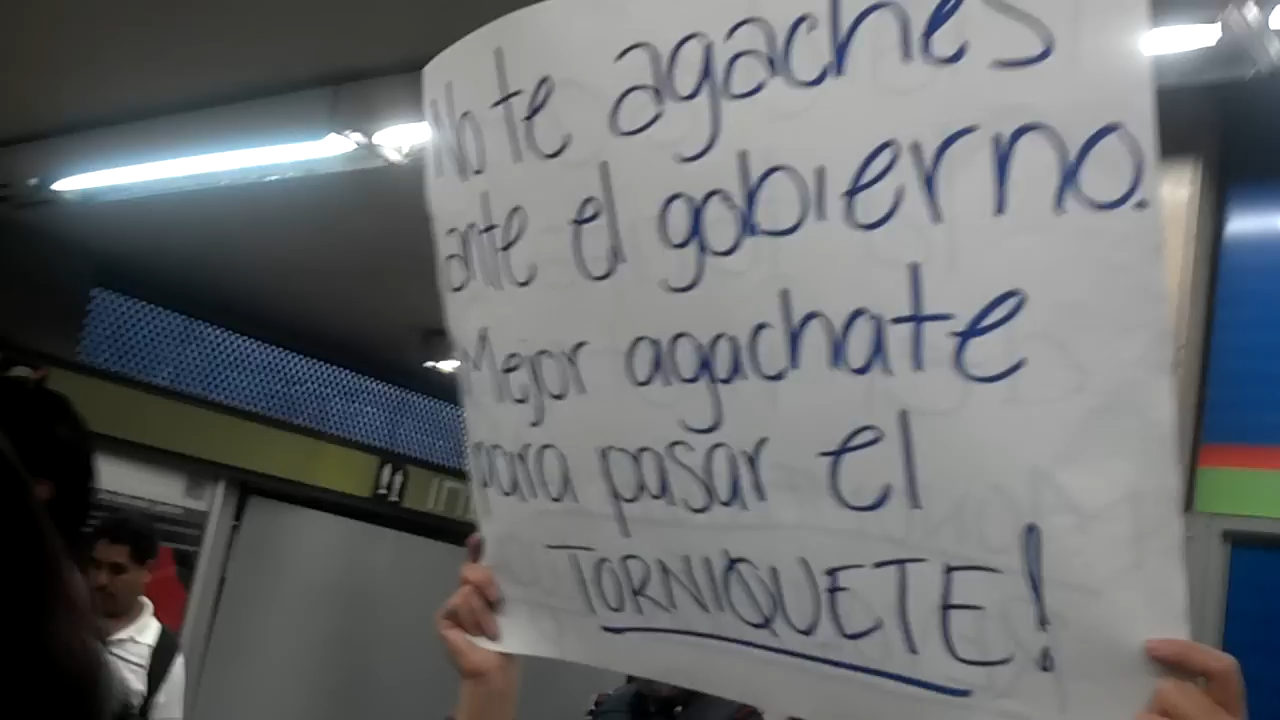 No te agaches
ante el gobierno.
Mejor agachate
para pasar el
TORNIQUETE!